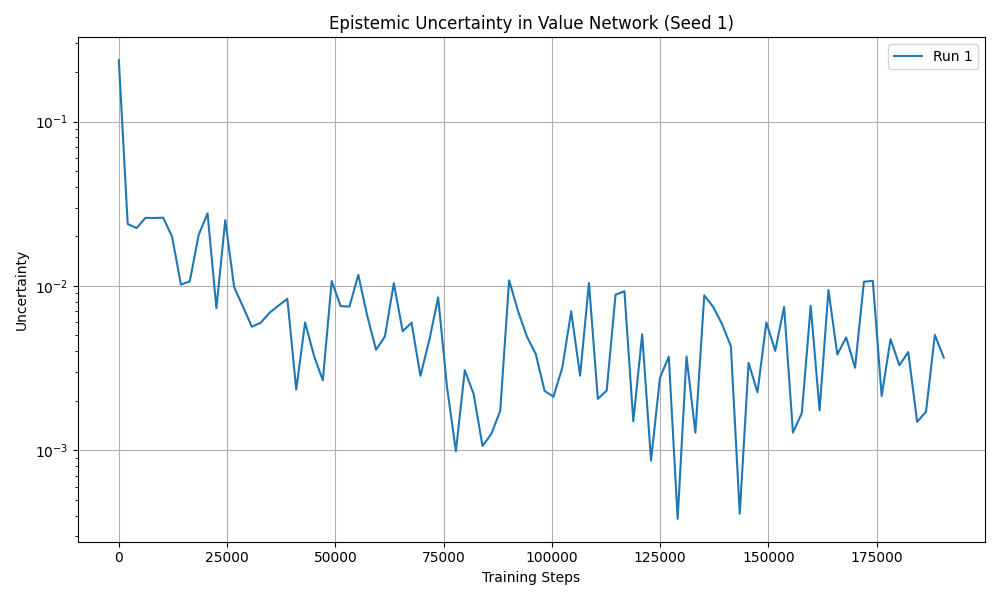 Epistemic Uncertainty in Value Network (Seed 1)
Run 1
Uncertainty
10⁻¹
10⁻²
10⁻³
0 25000 50000 75000 100000 125000 150000 175000
Training Steps